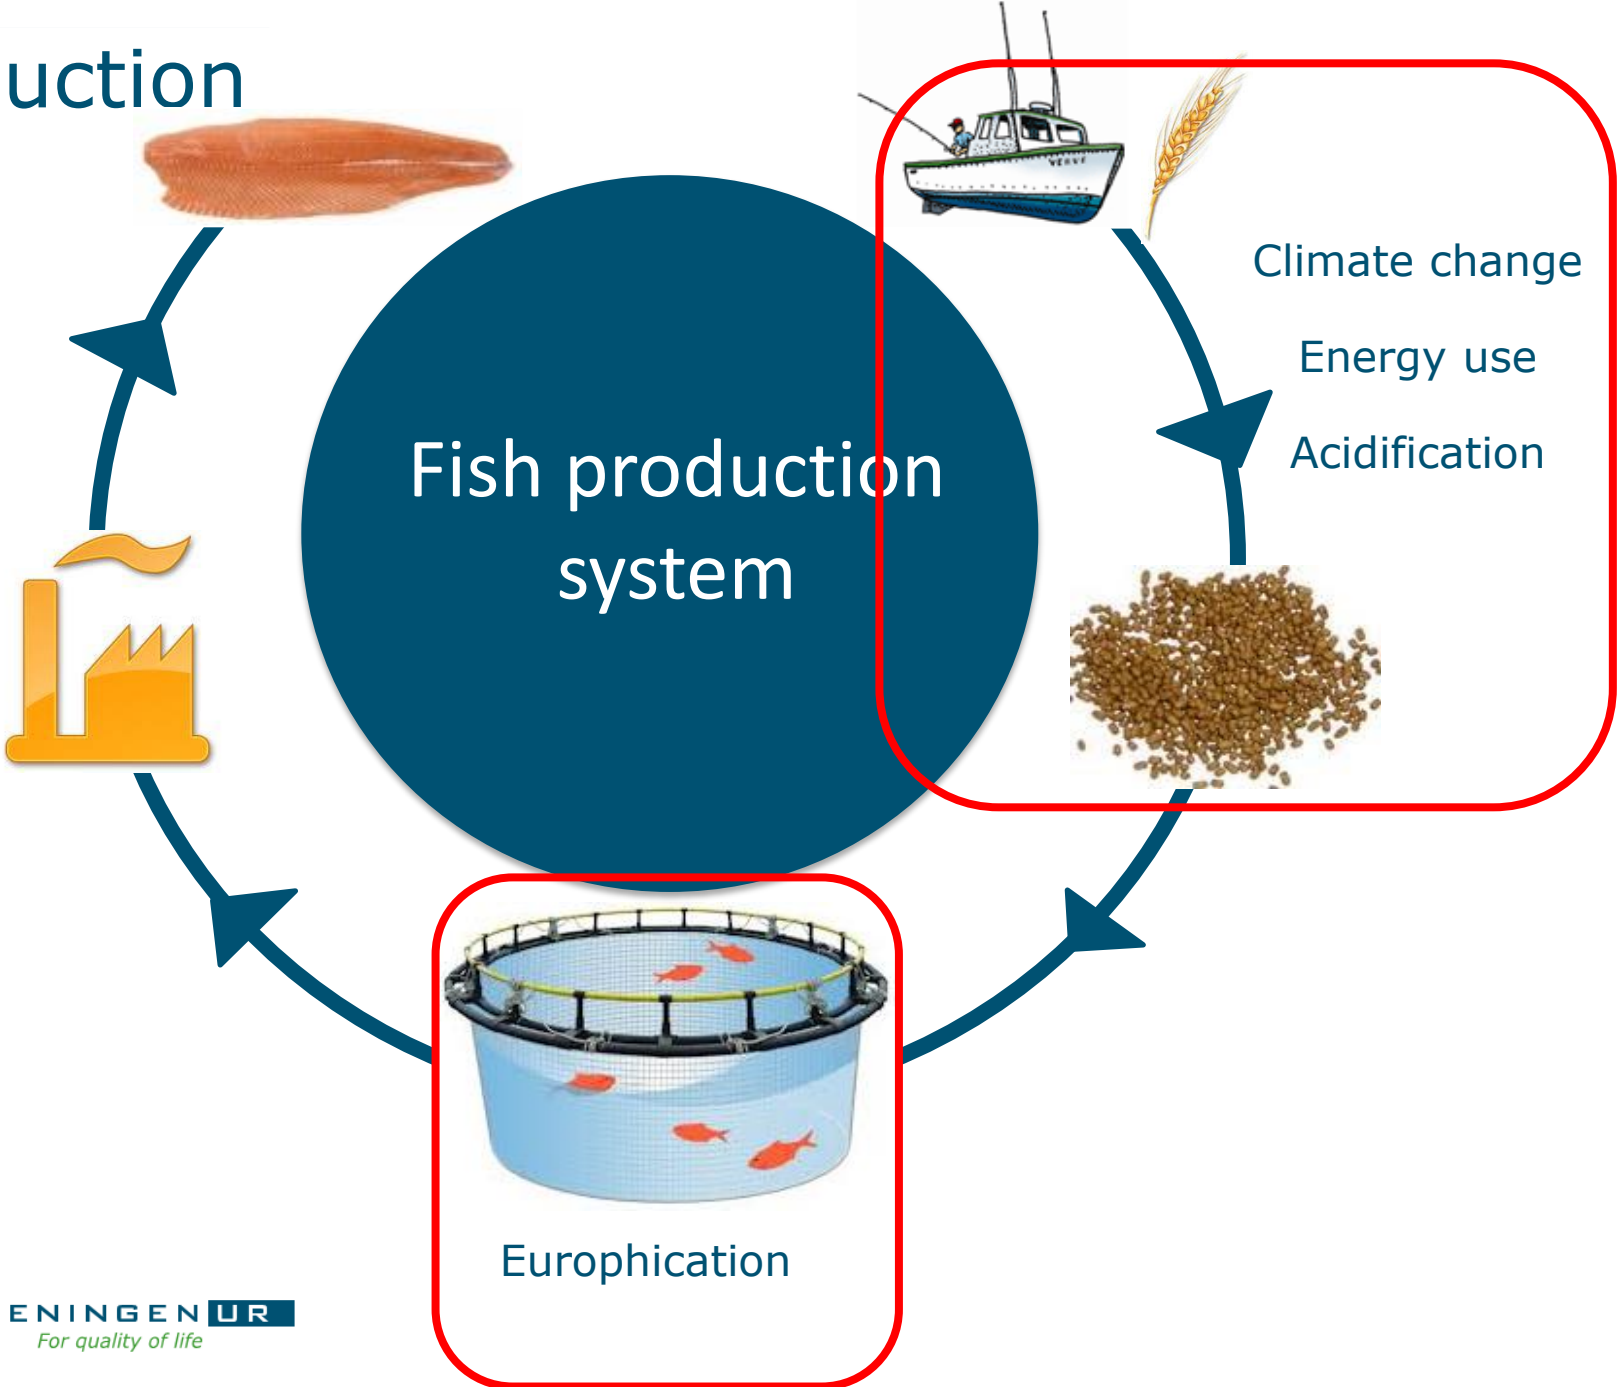 uction
Climate change
Energy use
Acidification
Fish production
system
Europhication
ENINGEN UR
For quality of life